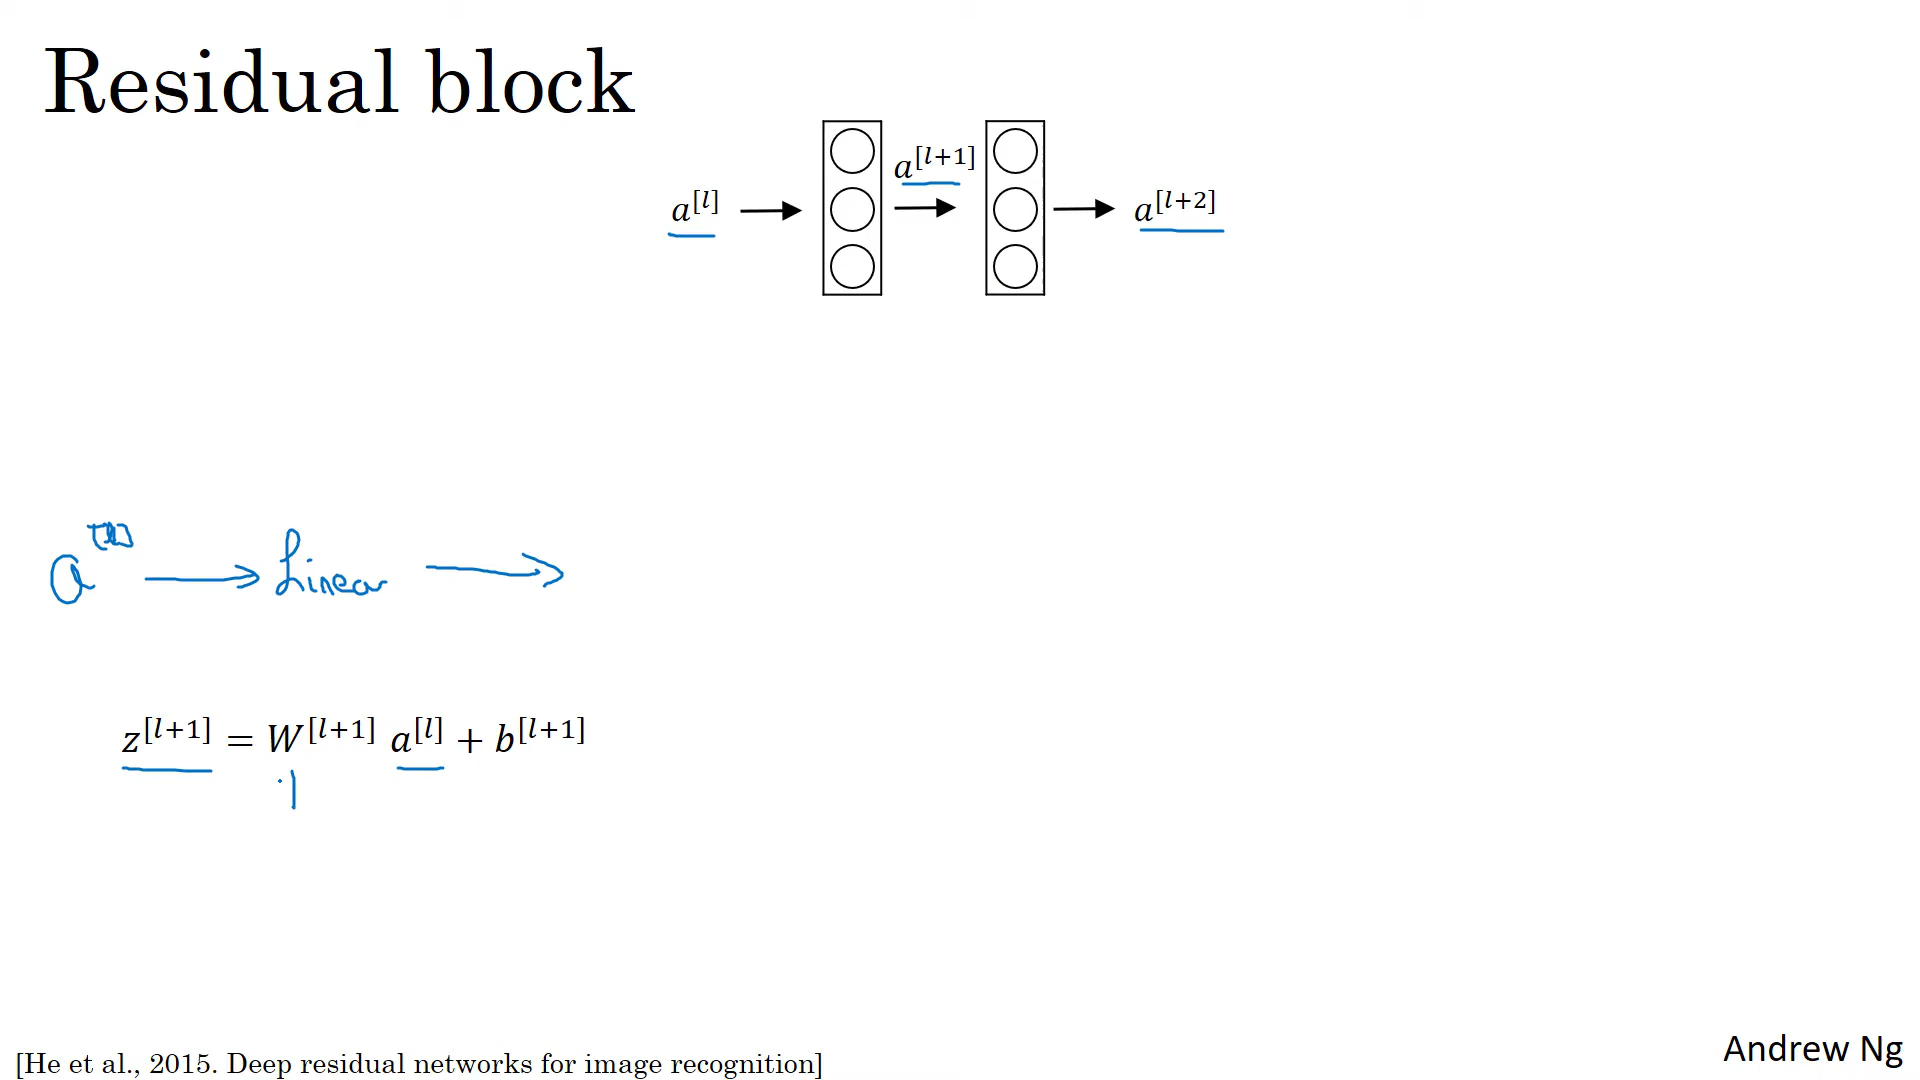 Residual block
a^[l] → a^[l+1] → a^[l+2]
a^[l] → Linear →
z^[l+1] = W^[l+1] a^[l] + b^[l+1]
[He et al., 2015. Deep residual networks for image recognition]
Andrew Ng